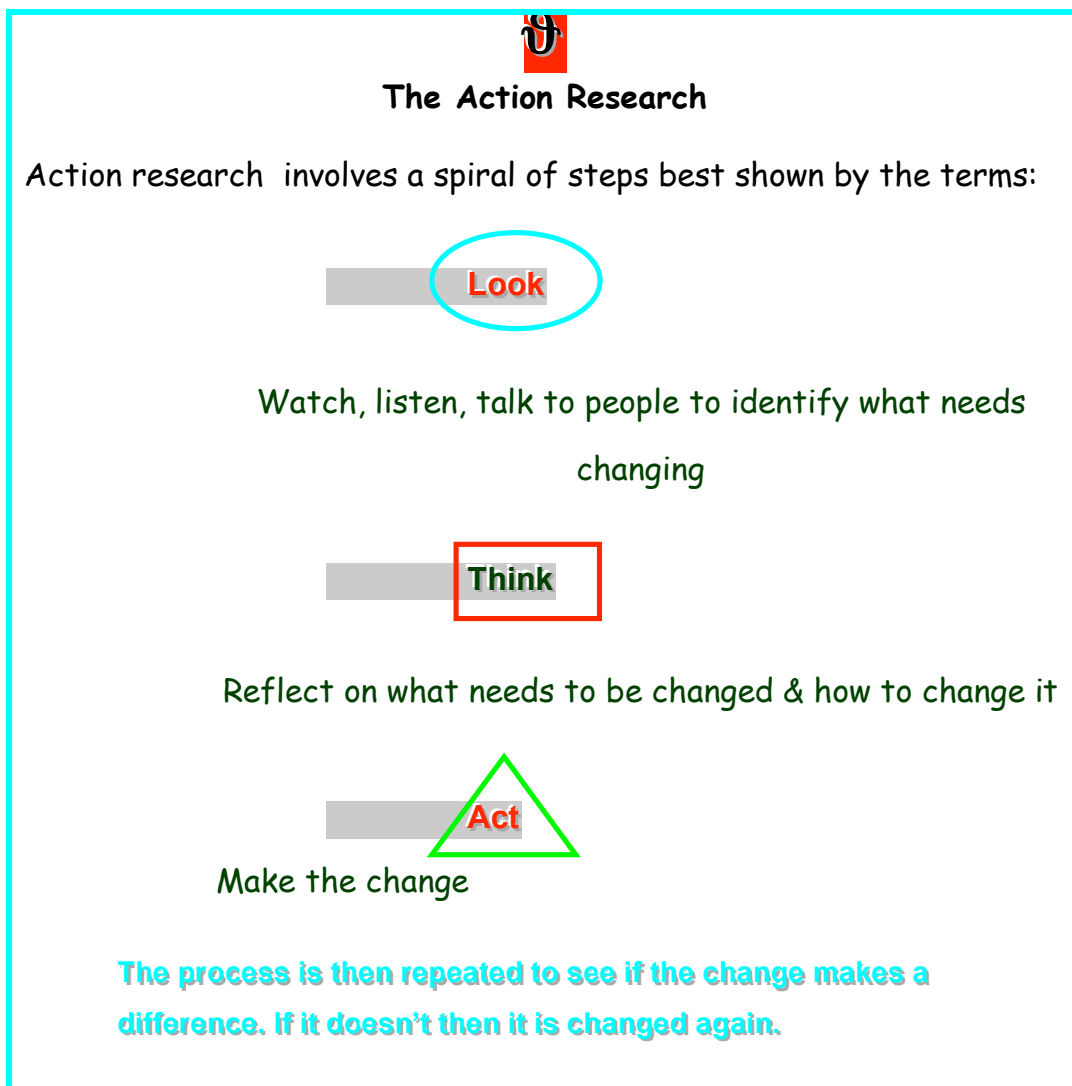 ϑ
The Action Research
Action research involves a spiral of steps best shown by the terms:
Look
Watch, listen, talk to people to identify what needs
changing
Think
Reflect on what needs to be changed & how to change it
Act
Make the change
The process is then repeated to see if the change makes a
difference. If it doesn’t then it is changed again.